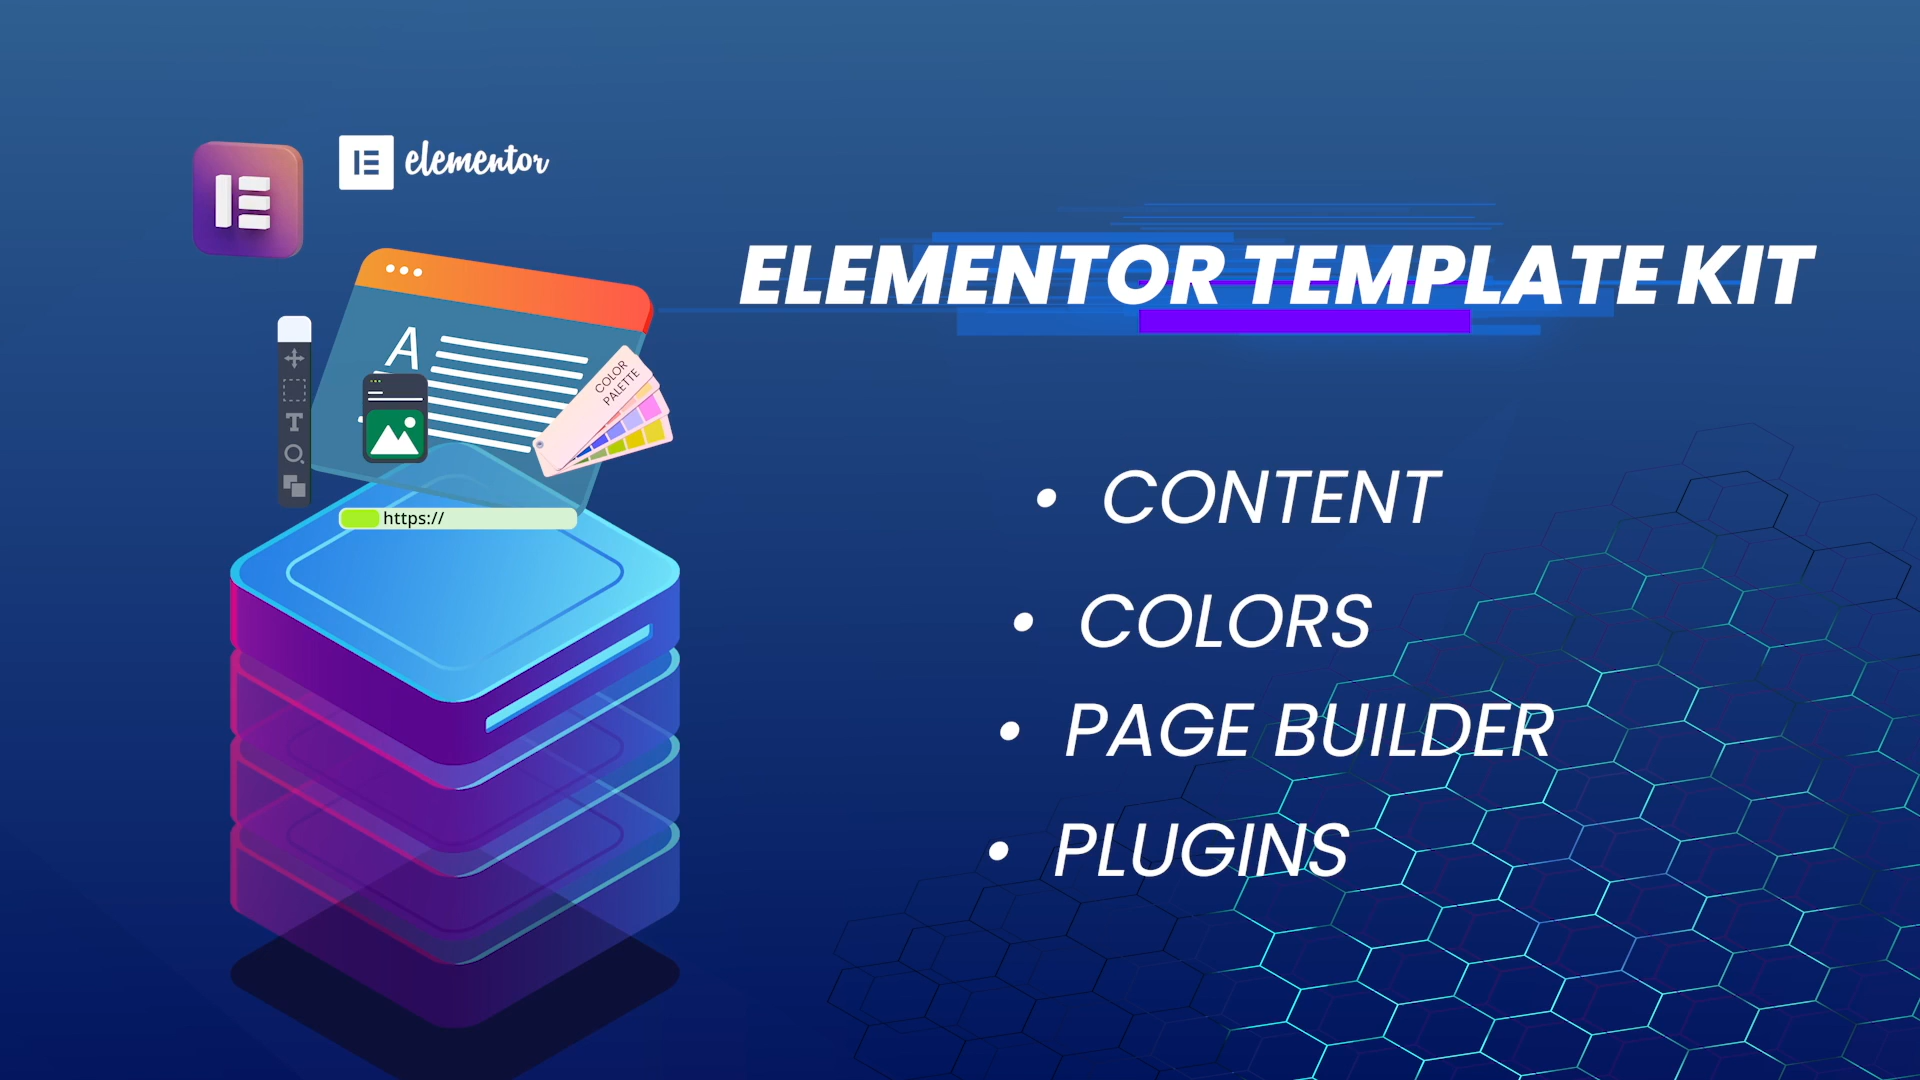 elementor
ELEMENTOR TEMPLATE KIT
A
COLOR
PALETTE
T
https://
• CONTENT
• COLORS
• PAGE BUILDER
• PLUGINS